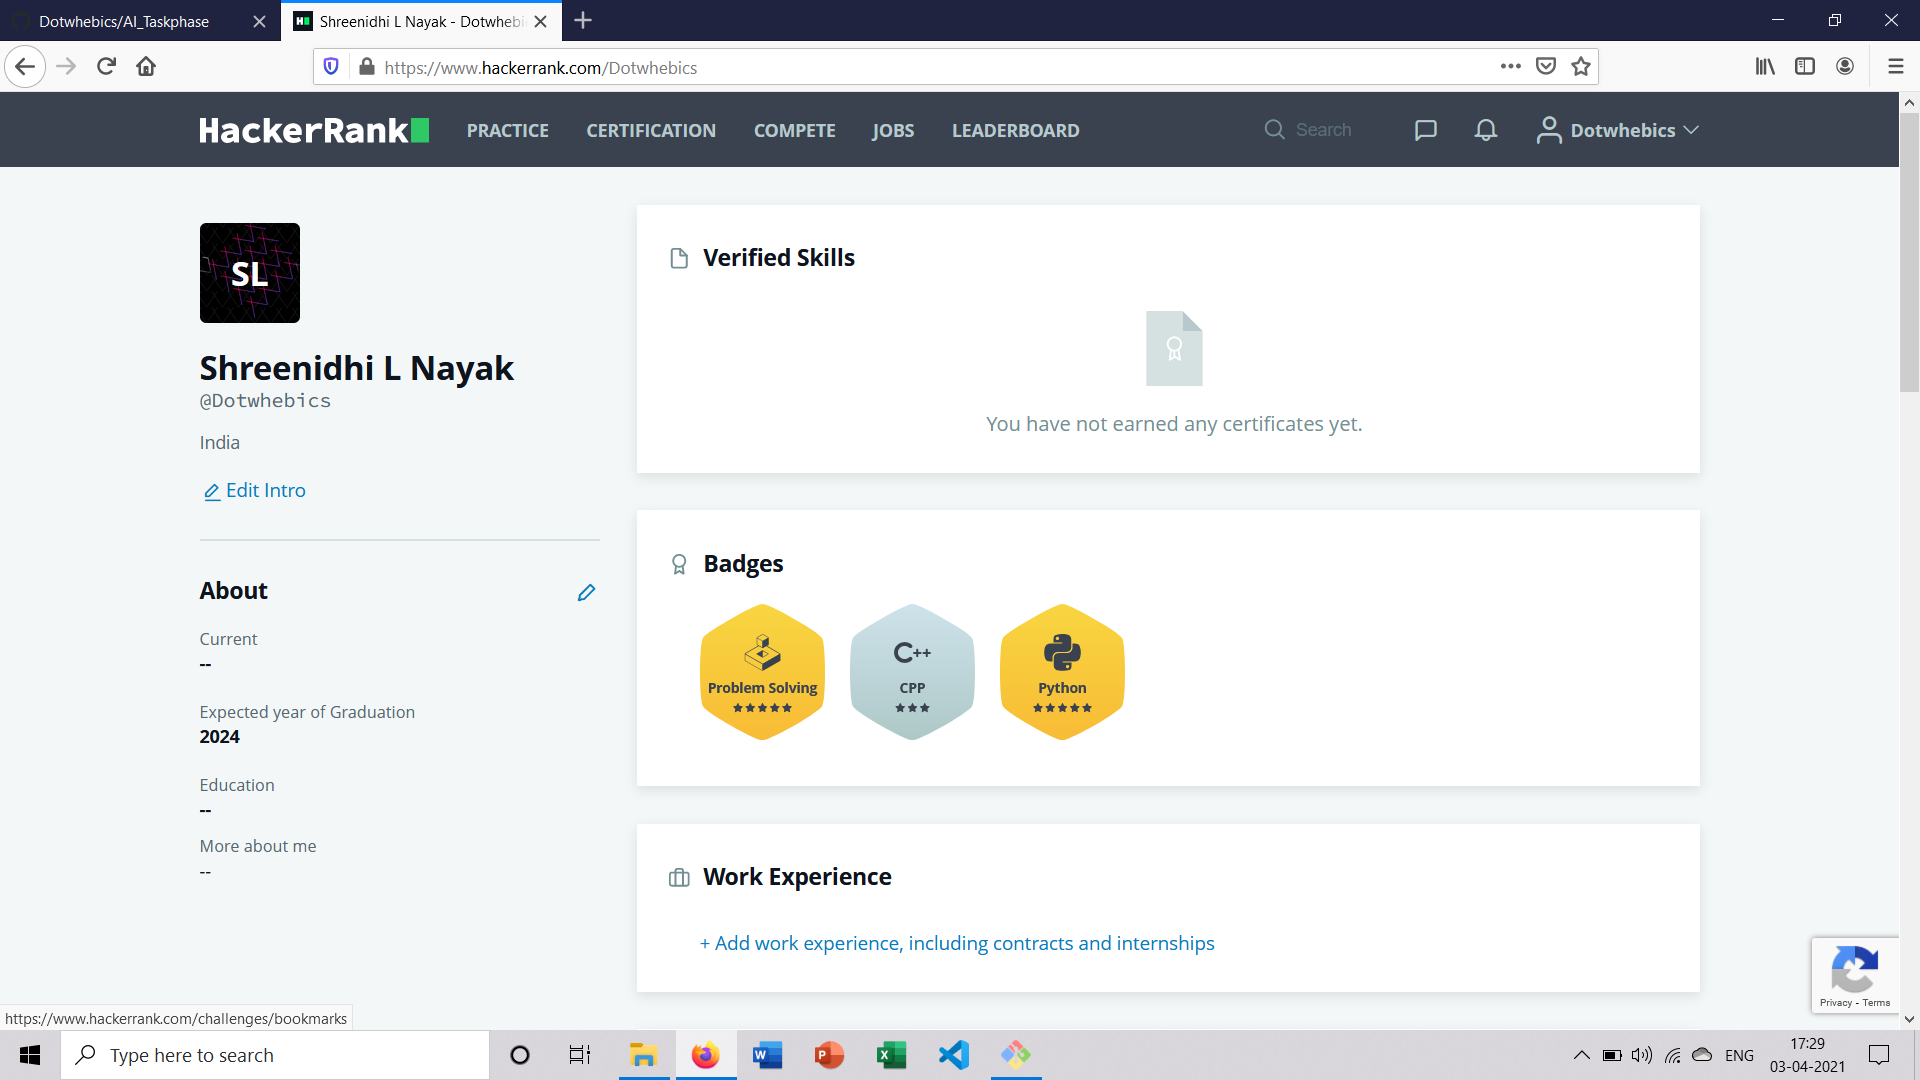 Dotwhebics/AI_Taskphase
Shreenidhi L Nayak - Dotwhebi
https://www.hackerrank.com/Dotwhebics
HackerRank
PRACTICE
CERTIFICATION
COMPETE
JOBS
LEADERBOARD
Search
Dotwhebics
SL
Shreenidhi L Nayak
@Dotwhebics
India
Edit Intro
About
Current
--
Expected year of Graduation
2024
Education
--
More about me
--
Verified Skills
You have not earned any certificates yet.
Badges
Problem Solving
C++
CPP
Python
Work Experience
+ Add work experience, including contracts and internships
Privacy - Terms
https://www.hackerrank.com/challenges/bookmarks
Type here to search
ENG
17:29
03-04-2021